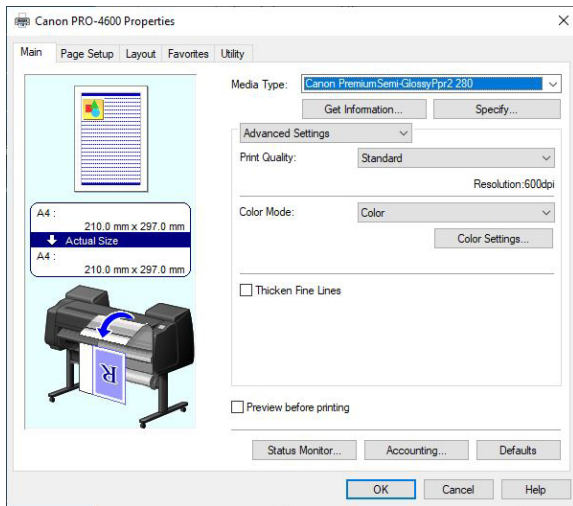 Canon PRO-4600 Properties
Main Page Setup Layout Favorites Utility
Media Type: Canon PremiumSemi-GlossyPpr2 280
Get Information... Specify...
Advanced Settings
Print Quality: Standard
Resolution:600dpi
A4 :
210.0 mm x 297.0 mm
Actual Size
A4 :
210.0 mm x 297.0 mm
Color Mode: Color
Color Settings...
Thicken Fine Lines
R
Preview before printing
Status Monitor... Accounting... Defaults
OK Cancel Help